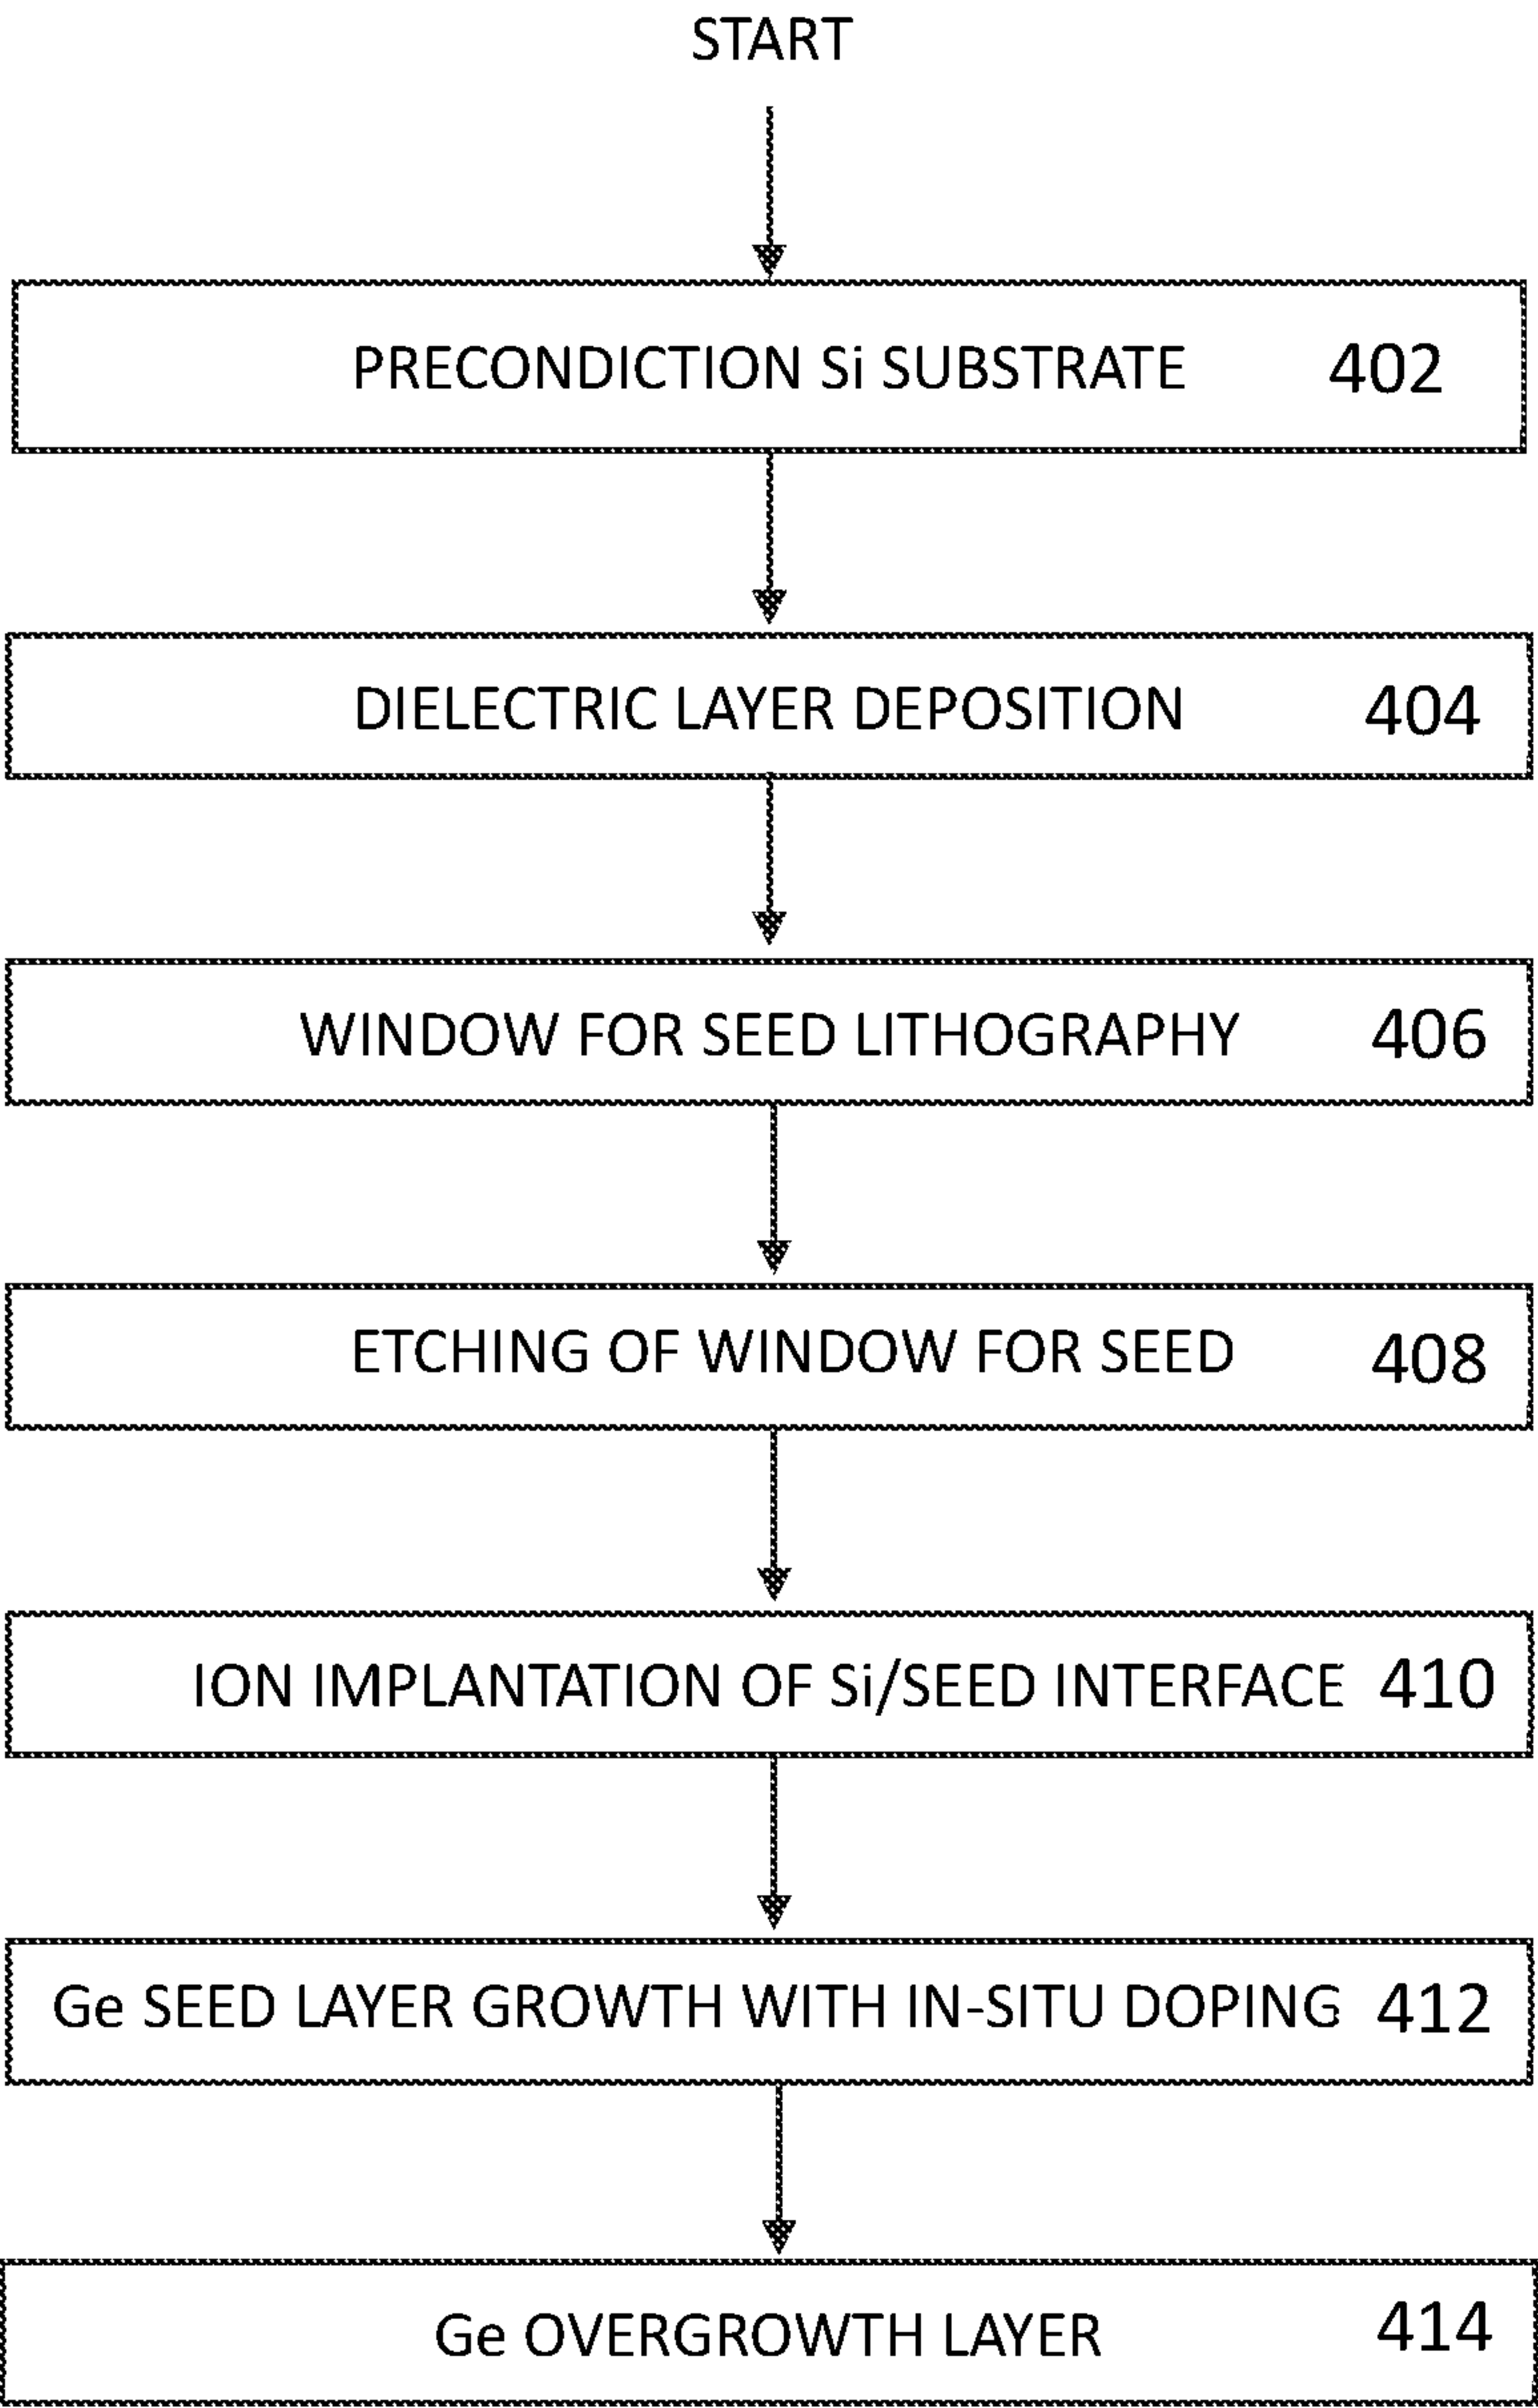 START
PRECONDICTION Si SUBSTRATE 402
DIELECTRIC LAYER DEPOSITION 404
WINDOW FOR SEED LITHOGRAPHY 406
ETCHING OF WINDOW FOR SEED 408
ION IMPLANTATION OF Si/SEED INTERFACE 410
Ge SEED LAYER GROWTH WITH IN-SITU DOPING 412
Ge OVERGROWTH LAYER 414